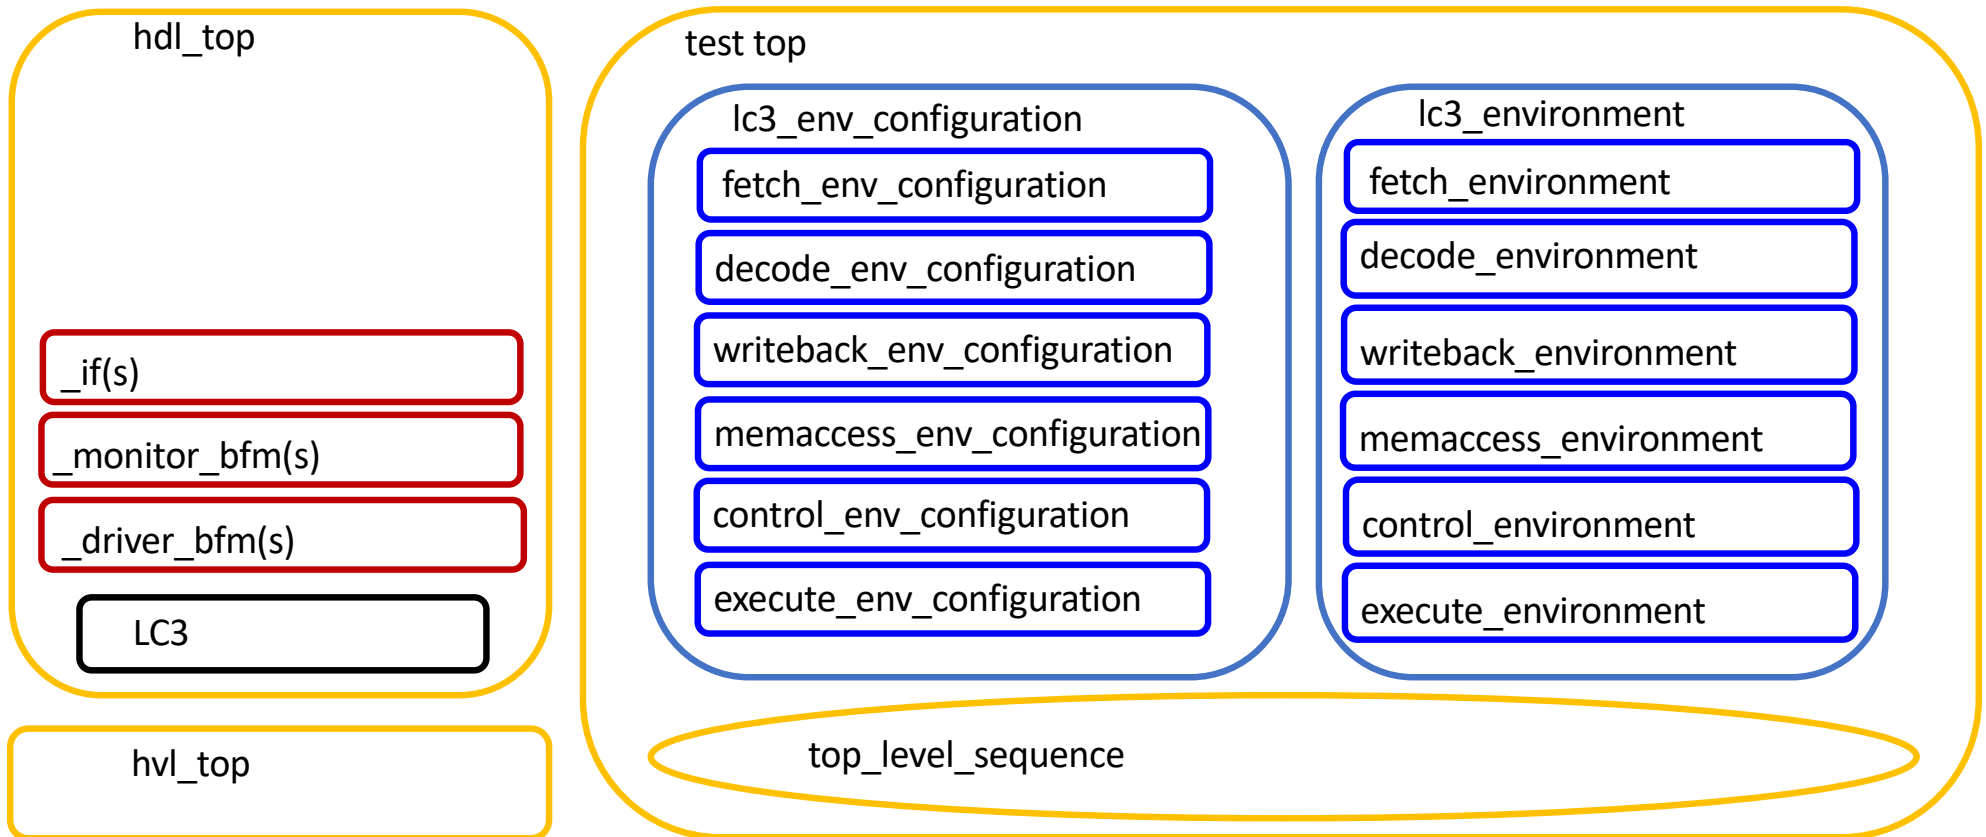 hdl_top
_if(s)
_monitor_bfm(s)
_driver_bfm(s)
LC3
hvl_top
test top
lc3_env_configuration
fetch_env_configuration
decode_env_configuration
writeback_env_configuration
memaccess_env_configuration
control_env_configuration
execute_env_configuration
lc3_environment
fetch_environment
decode_environment
writeback_environment
memaccess_environment
control_environment
execute_environment
top_level_sequence